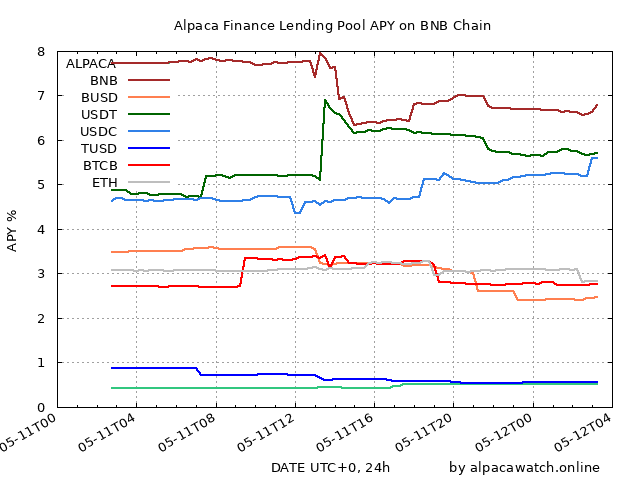 Alpaca Finance Lending Pool APY on BNB Chain
8
7
6
5
4
3
2
1
0
APY %
ALPACA
BNB
BUSD
USDT
USDC
TUSD
BTCB
ETH
05-11T00
05-11T04
05-11T08
05-11T12
05-11T16
05-11T20
05-12T00
05-12T04
DATE UTC+0, 24h
by alpacawatch.online